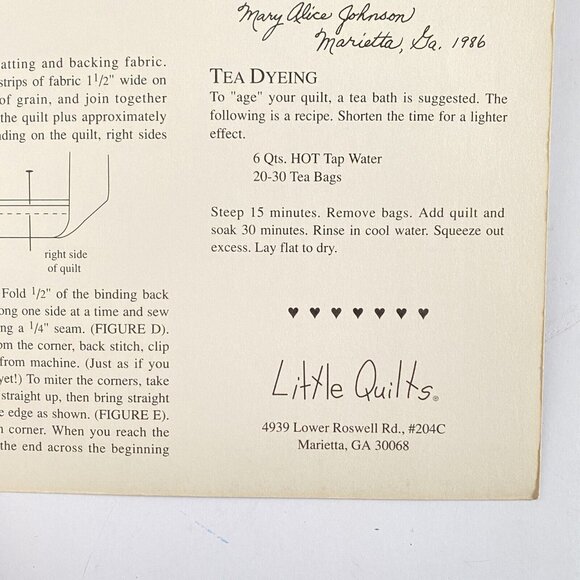 atting and backing fabric.
strips of fabric 1 1/2" wide on
of grain, and join together
the quilt plus approximately
ding on the quilt, right sides
right side
of quilt
Fold 1/2" of the binding back
ong one side at a time and sew
ng a 1/4" seam. (FIGURE D).
om the corner, back stitch, clip
from machine. (Just as if you
yet!) To miter the corners, take
straight up, then bring straight
e edge as shown. (FIGURE E).
n corner. When you reach the
the end across the beginning
Mary Alice Johnson
Marietta, Ga. 1986
TEA DYEING
To "age" your quilt, a tea bath is suggested. The
following is a recipe. Shorten the time for a lighter
effect.
6 Qts. HOT Tap Water
20-30 Tea Bags
Steep 15 minutes. Remove bags. Add quilt and
soak 30 minutes. Rinse in cool water. Squeeze out
excess. Lay flat to dry.
♥ ♥ ♥ ♥ ♥ ♥ ♥
Little Quilts®
4939 Lower Roswell Rd., #204C
Marietta, GA 30068